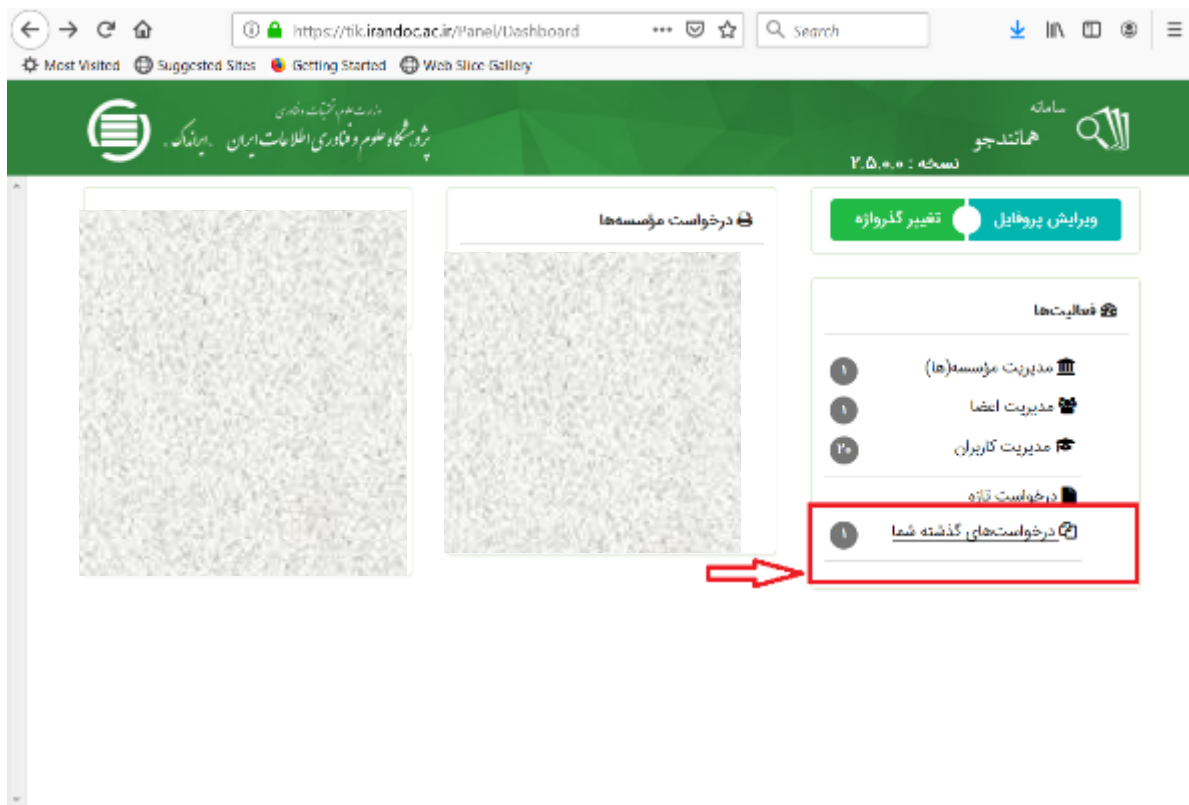 https://tik.irandoc.ac.ir/Panel/Dashboard
Search
Most Visited
Suggested Sites
Getting Started
Web Slice Gallery
سامانه
همانندجو
نسخه : ۲.۵.۰.۰
وزارت علوم، تحقیقات و فناوری
پژوهشگاه علوم و فناوری اطلاعات ایران .ایرانداک.
ویرایش پروفایل
تغییر گذرواژه
درخواست مؤسسه‌ها
فعالیت‌ها
مدیریت مؤسسه(ها) ۱
مدیریت اعضا ۱
مدیریت کاربران ۲۰
درخواست تازه
درخواست‌های گذشته شما ۱